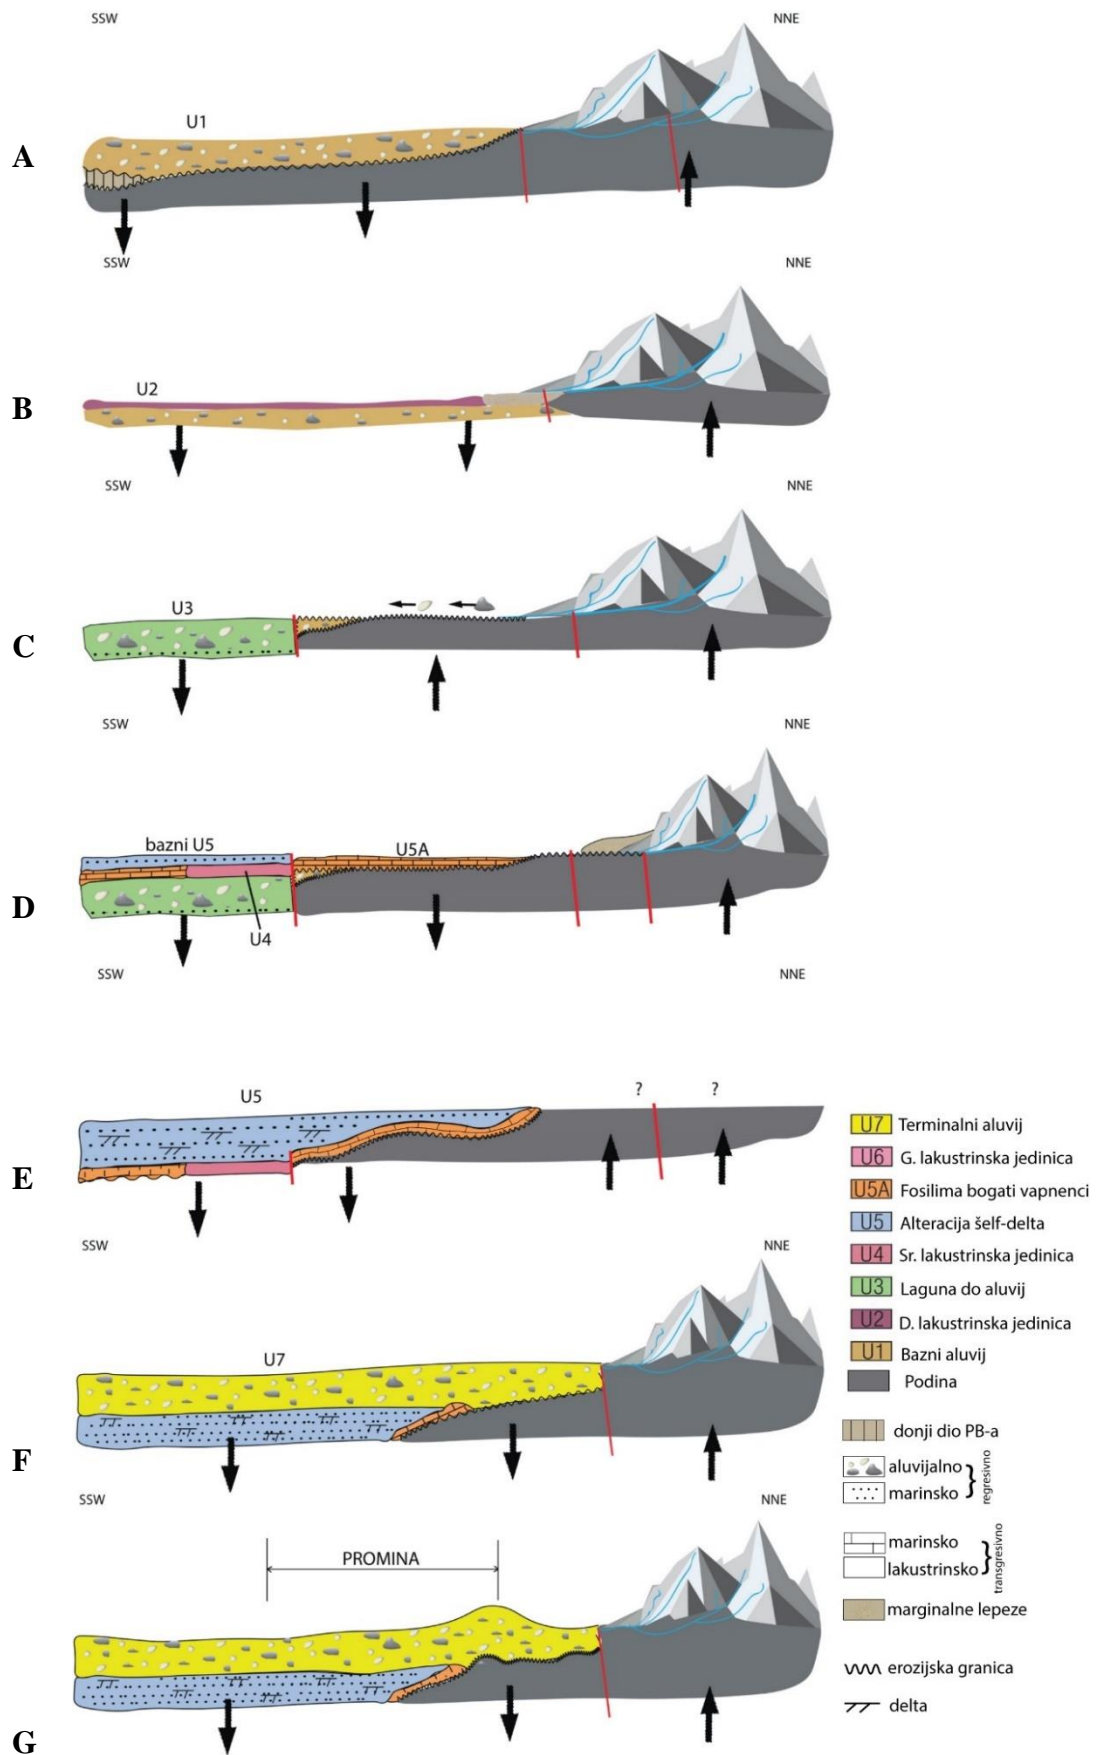 SSW NNE
U1
A
SSW NNE
U2
B
SSW NNE
U3
C
SSW NNE
bazni U5 U5A
D
U4
SSW NNE
U5 ? ?
E
SSW NNE
U7
F
SSW NNE
PROMINA
G
U7 Terminalni aluvij
U6 G. lakustrinska jedinica
U5A Fosilima bogati vapnenci
U5 Alteracija šelf-delta
U4 Sr. lakustrinska jedinica
U3 Laguna do aluvij
U2 D. lakustrinska jedinica
U1 Bazni aluvij
Podina
donji dio PB-a
aluvijalno
marinsko
regresivno
marinsko
lakustrinsko
transgresivno
marginalne lepeze
erozijska granica
delta